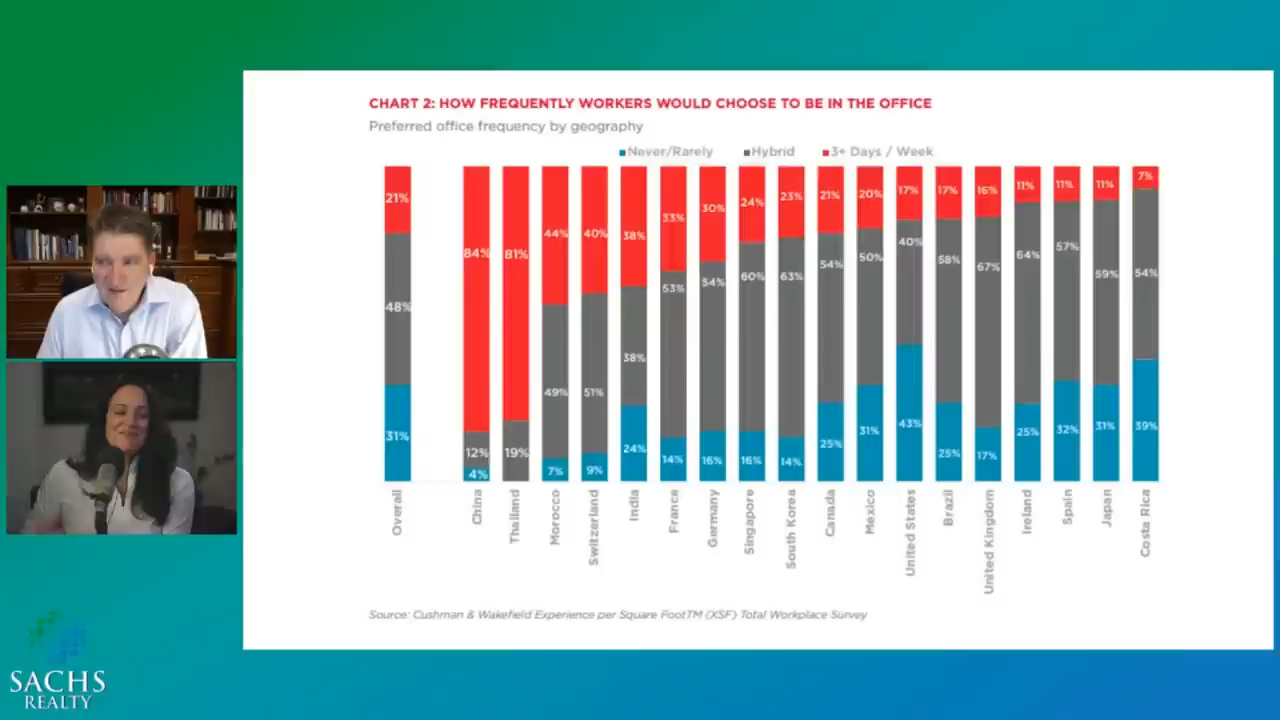 CHART 2: HOW FREQUENTLY WORKERS WOULD CHOOSE TO BE IN THE OFFICE
Preferred office frequency by geography
Never/Rarely Hybrid 3+ Days / Week
21% 84% 81% 44% 40% 38% 33% 30% 24% 23% 21% 20% 17% 17% 16% 11% 11% 11% 7%
48% 12% 19% 49% 51% 38% 53% 54% 60% 63% 54% 50% 40% 58% 67% 64% 57% 59% 54%
31% 4% 7% 9% 24% 14% 16% 16% 14% 25% 31% 43% 25% 17% 25% 32% 31% 39%
Overall
China
Thailand
Morocco
Switzerland
India
France
Germany
Singapore
South Korea
Canada
Mexico
United States
Brazil
United Kingdom
Ireland
Spain
Japan
Costa Rica
Source: Cushman & Wakefield Experience per Square FootTM (XSF) Total Workplace Survey
SACHS
REALTY